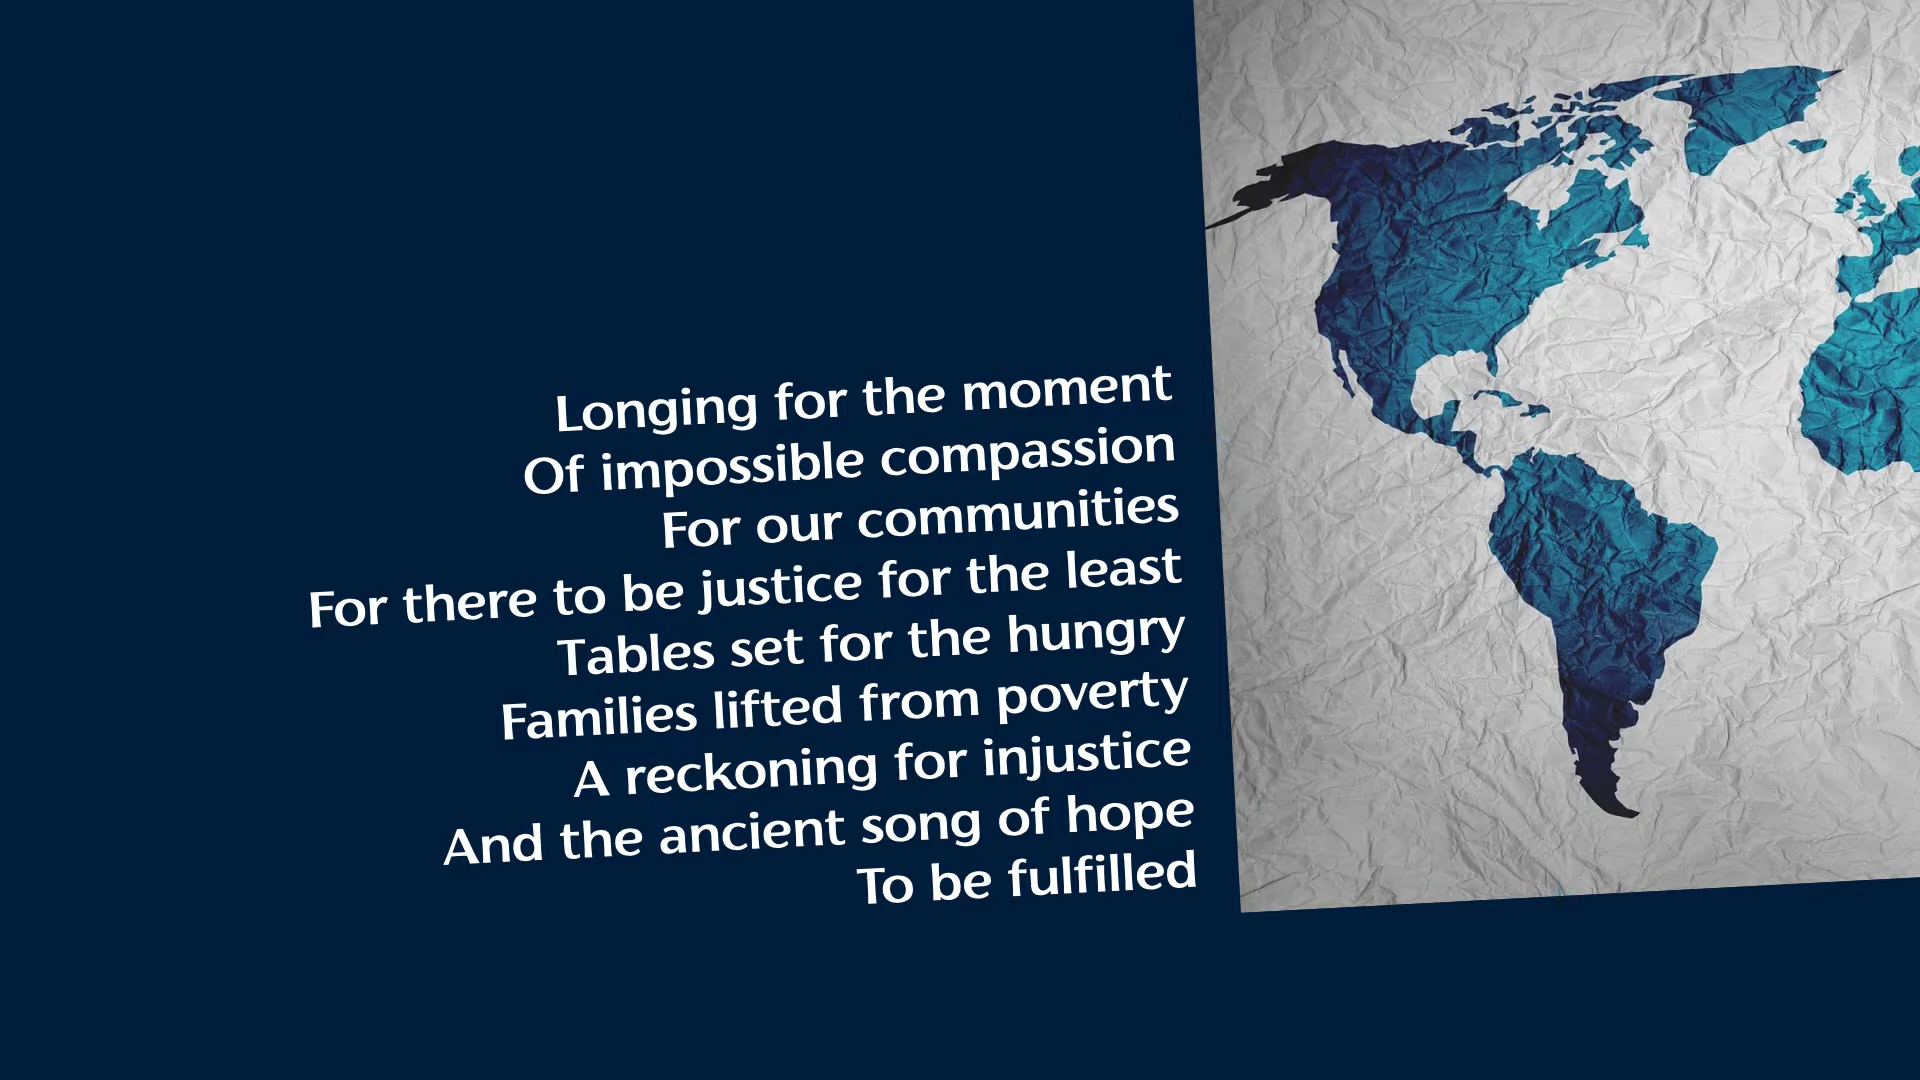 Longing for the moment
Of impossible compassion
For our communities
For there to be justice for the least
Tables set for the hungry
Families lifted from poverty
A reckoning for injustice
And the ancient song of hope
To be fulfilled